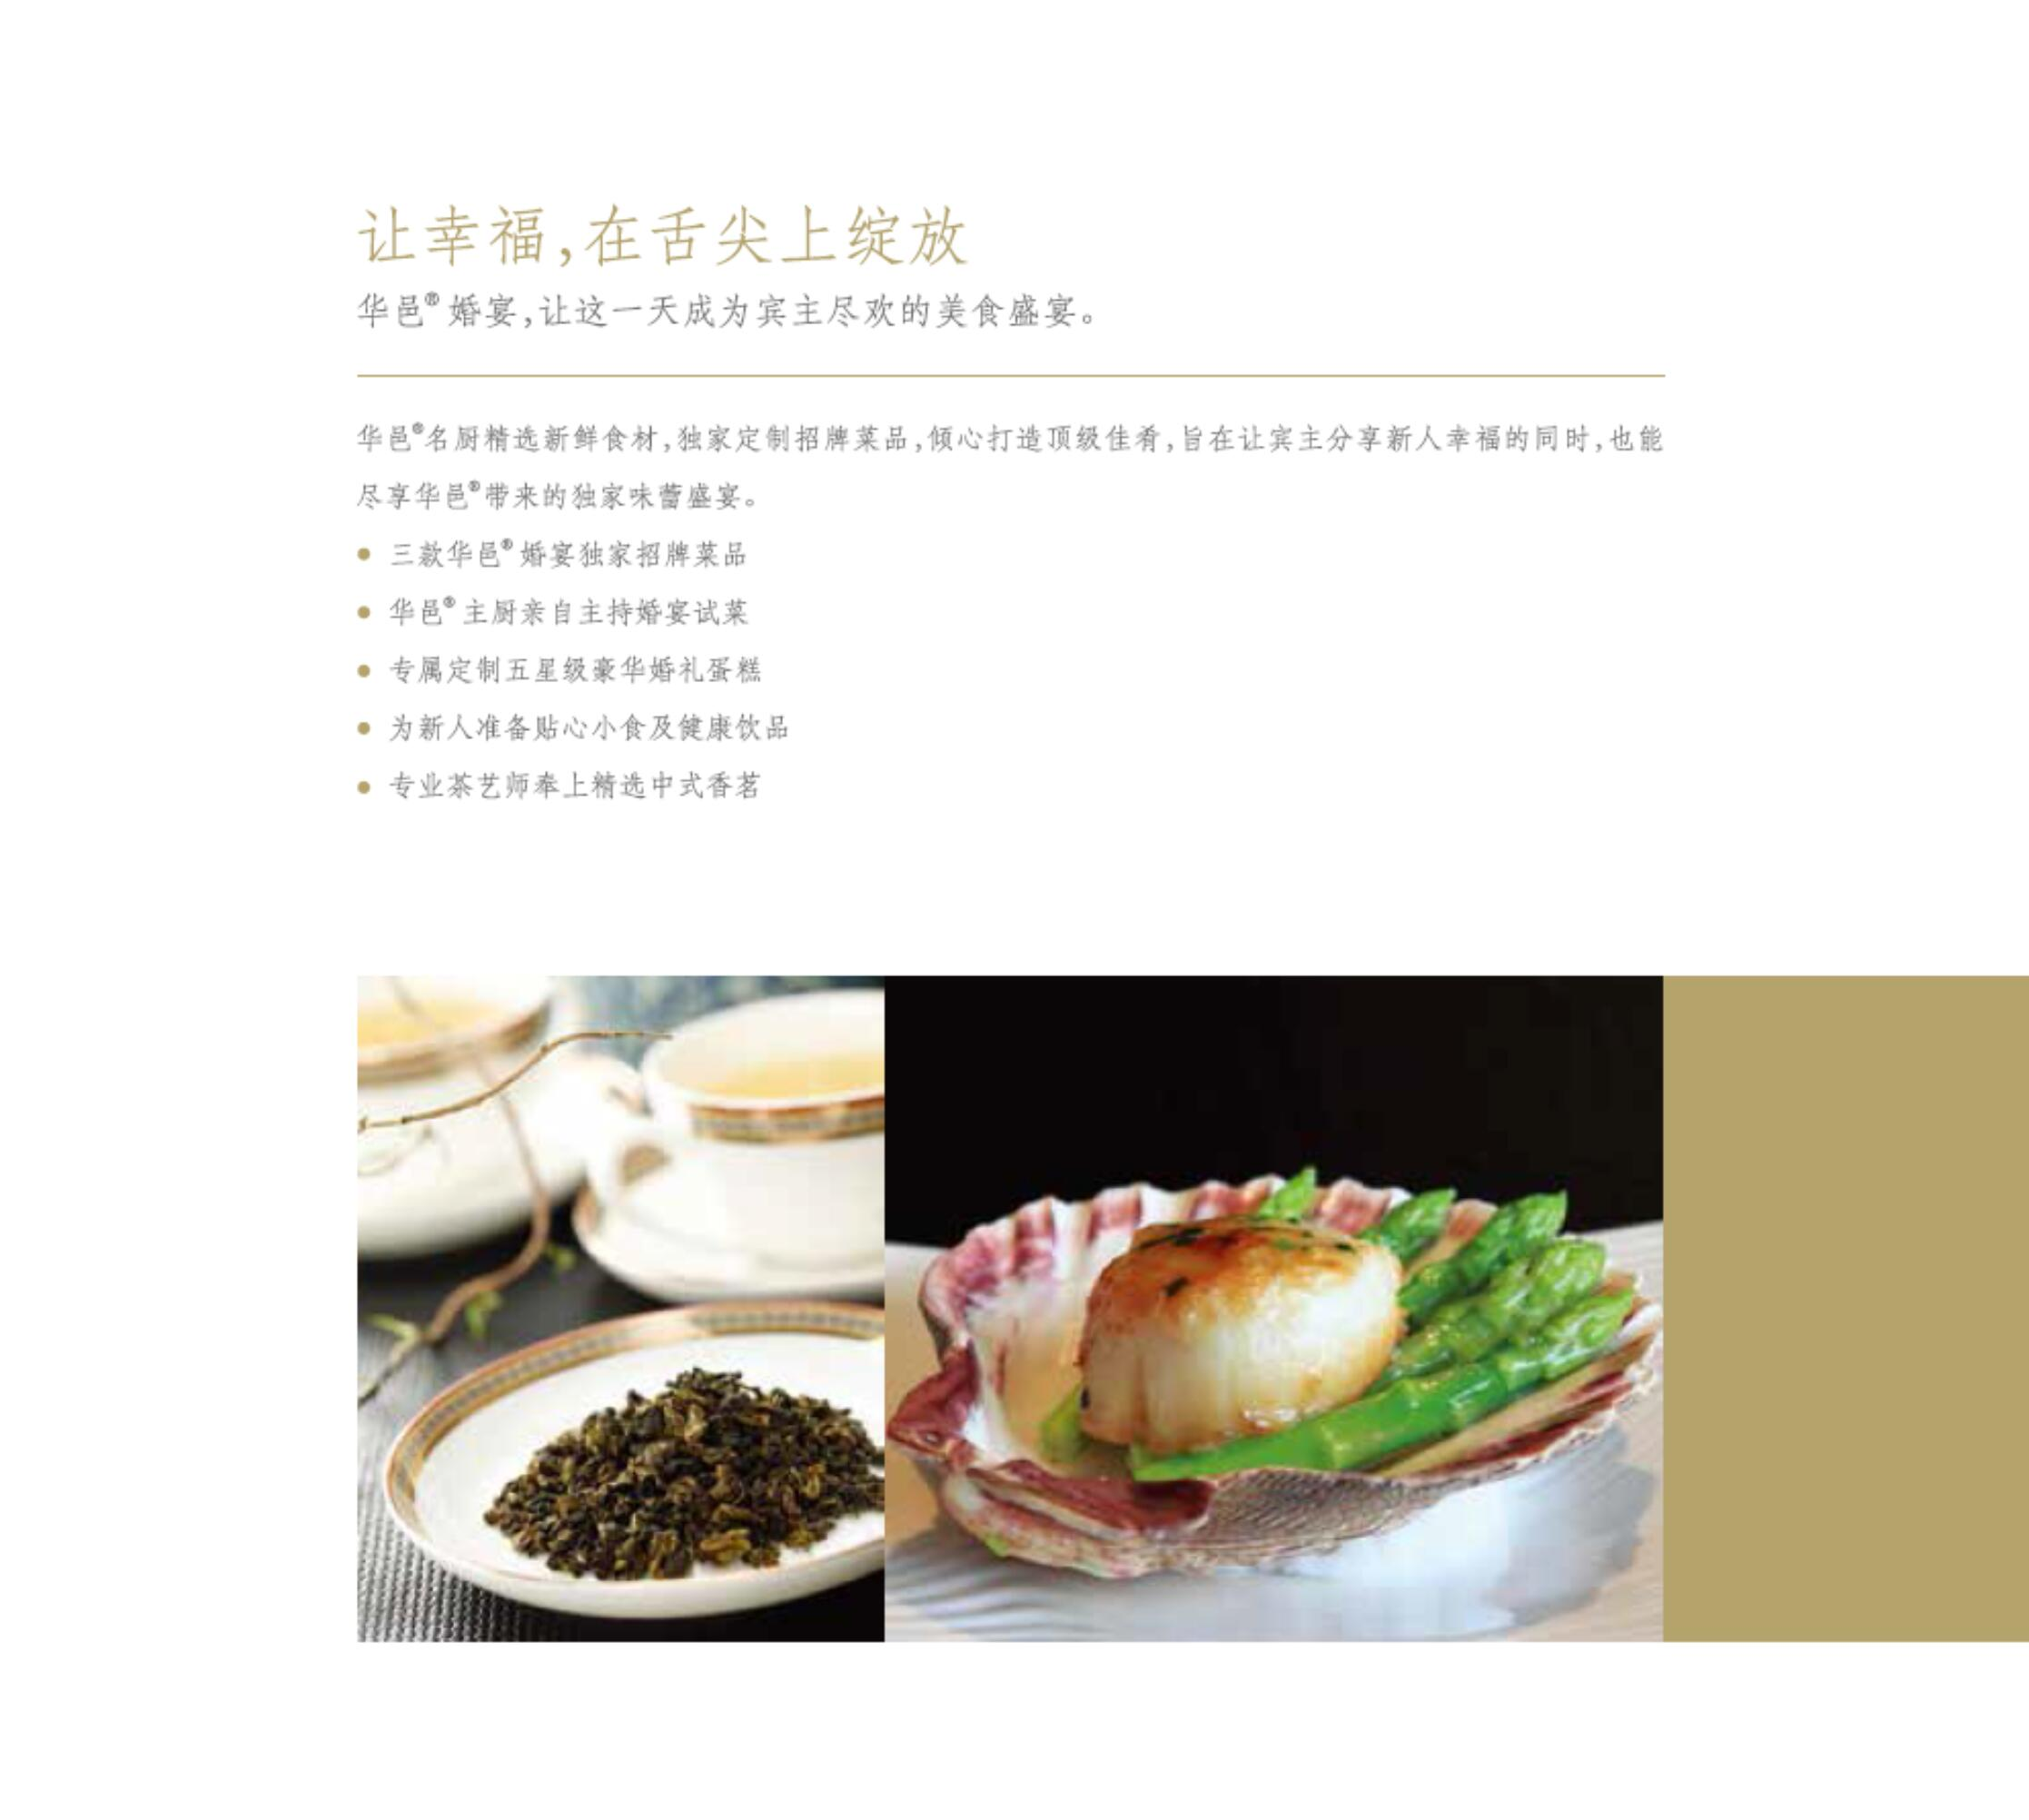 让幸福,在舌尖上绽放
华邑® 婚宴,让这一天成为宾主尽欢的美食盛宴。
华邑®名厨精选新鲜食材,独家定制招牌菜品,倾心打造顶级佳肴,旨在让宾主分享新人幸福的同时,也能
尽享华邑®带来的独家味蕾盛宴。
● 三款华邑® 婚宴独家招牌菜品
● 华邑® 主厨亲自主持婚宴试菜
● 专属定制五星级豪华婚礼蛋糕
● 为新人准备贴心小食及健康饮品
● 专业茶艺师奉上精选中式香茗